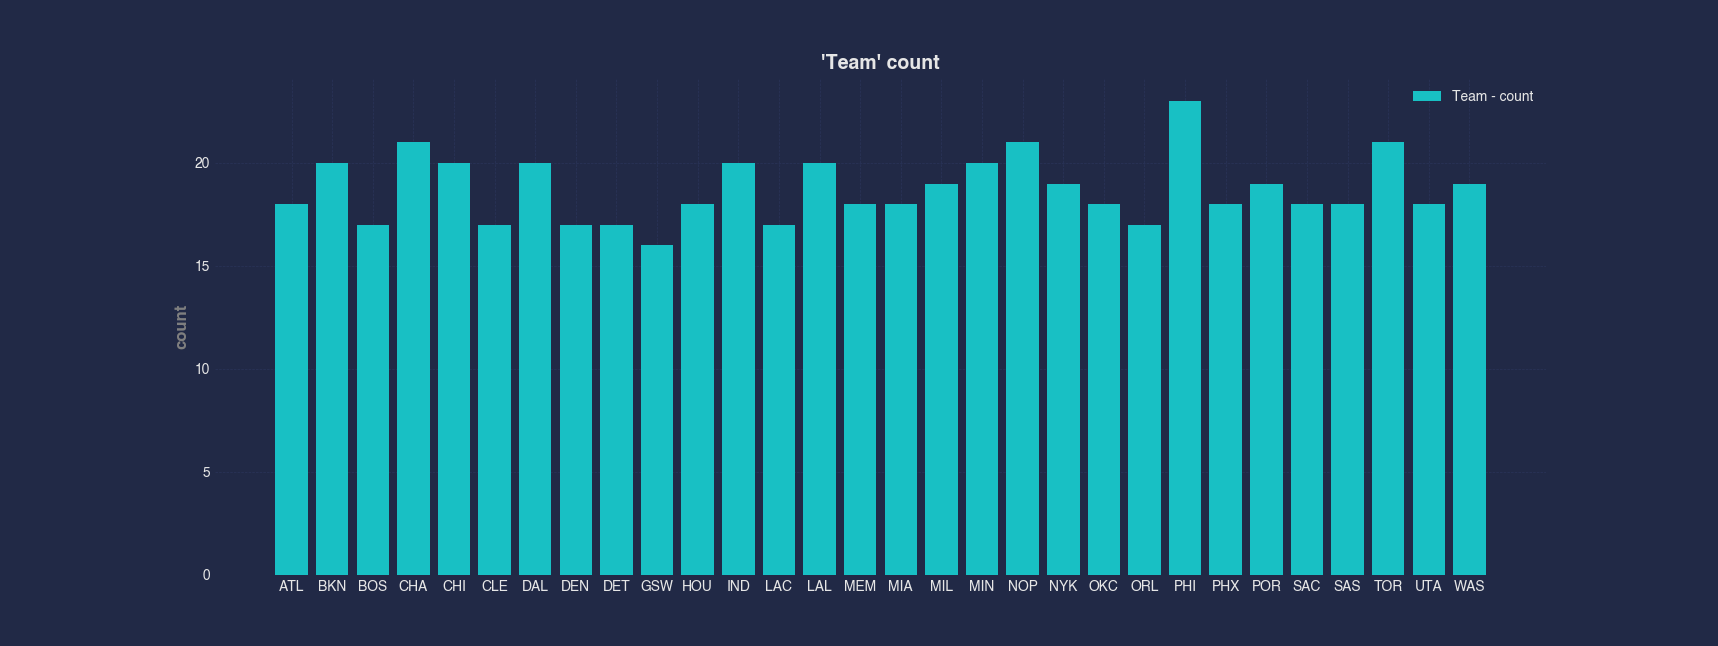 'Team' count
Team - count
count
20
15
10
5
0
ATL BKN BOS CHA CHI CLE DAL DEN DET GSW HOU IND LAC LAL MEM MIA MIL MIN NOP NYK OKC ORL PHI PHX POR SAC SAS TOR UTA WAS